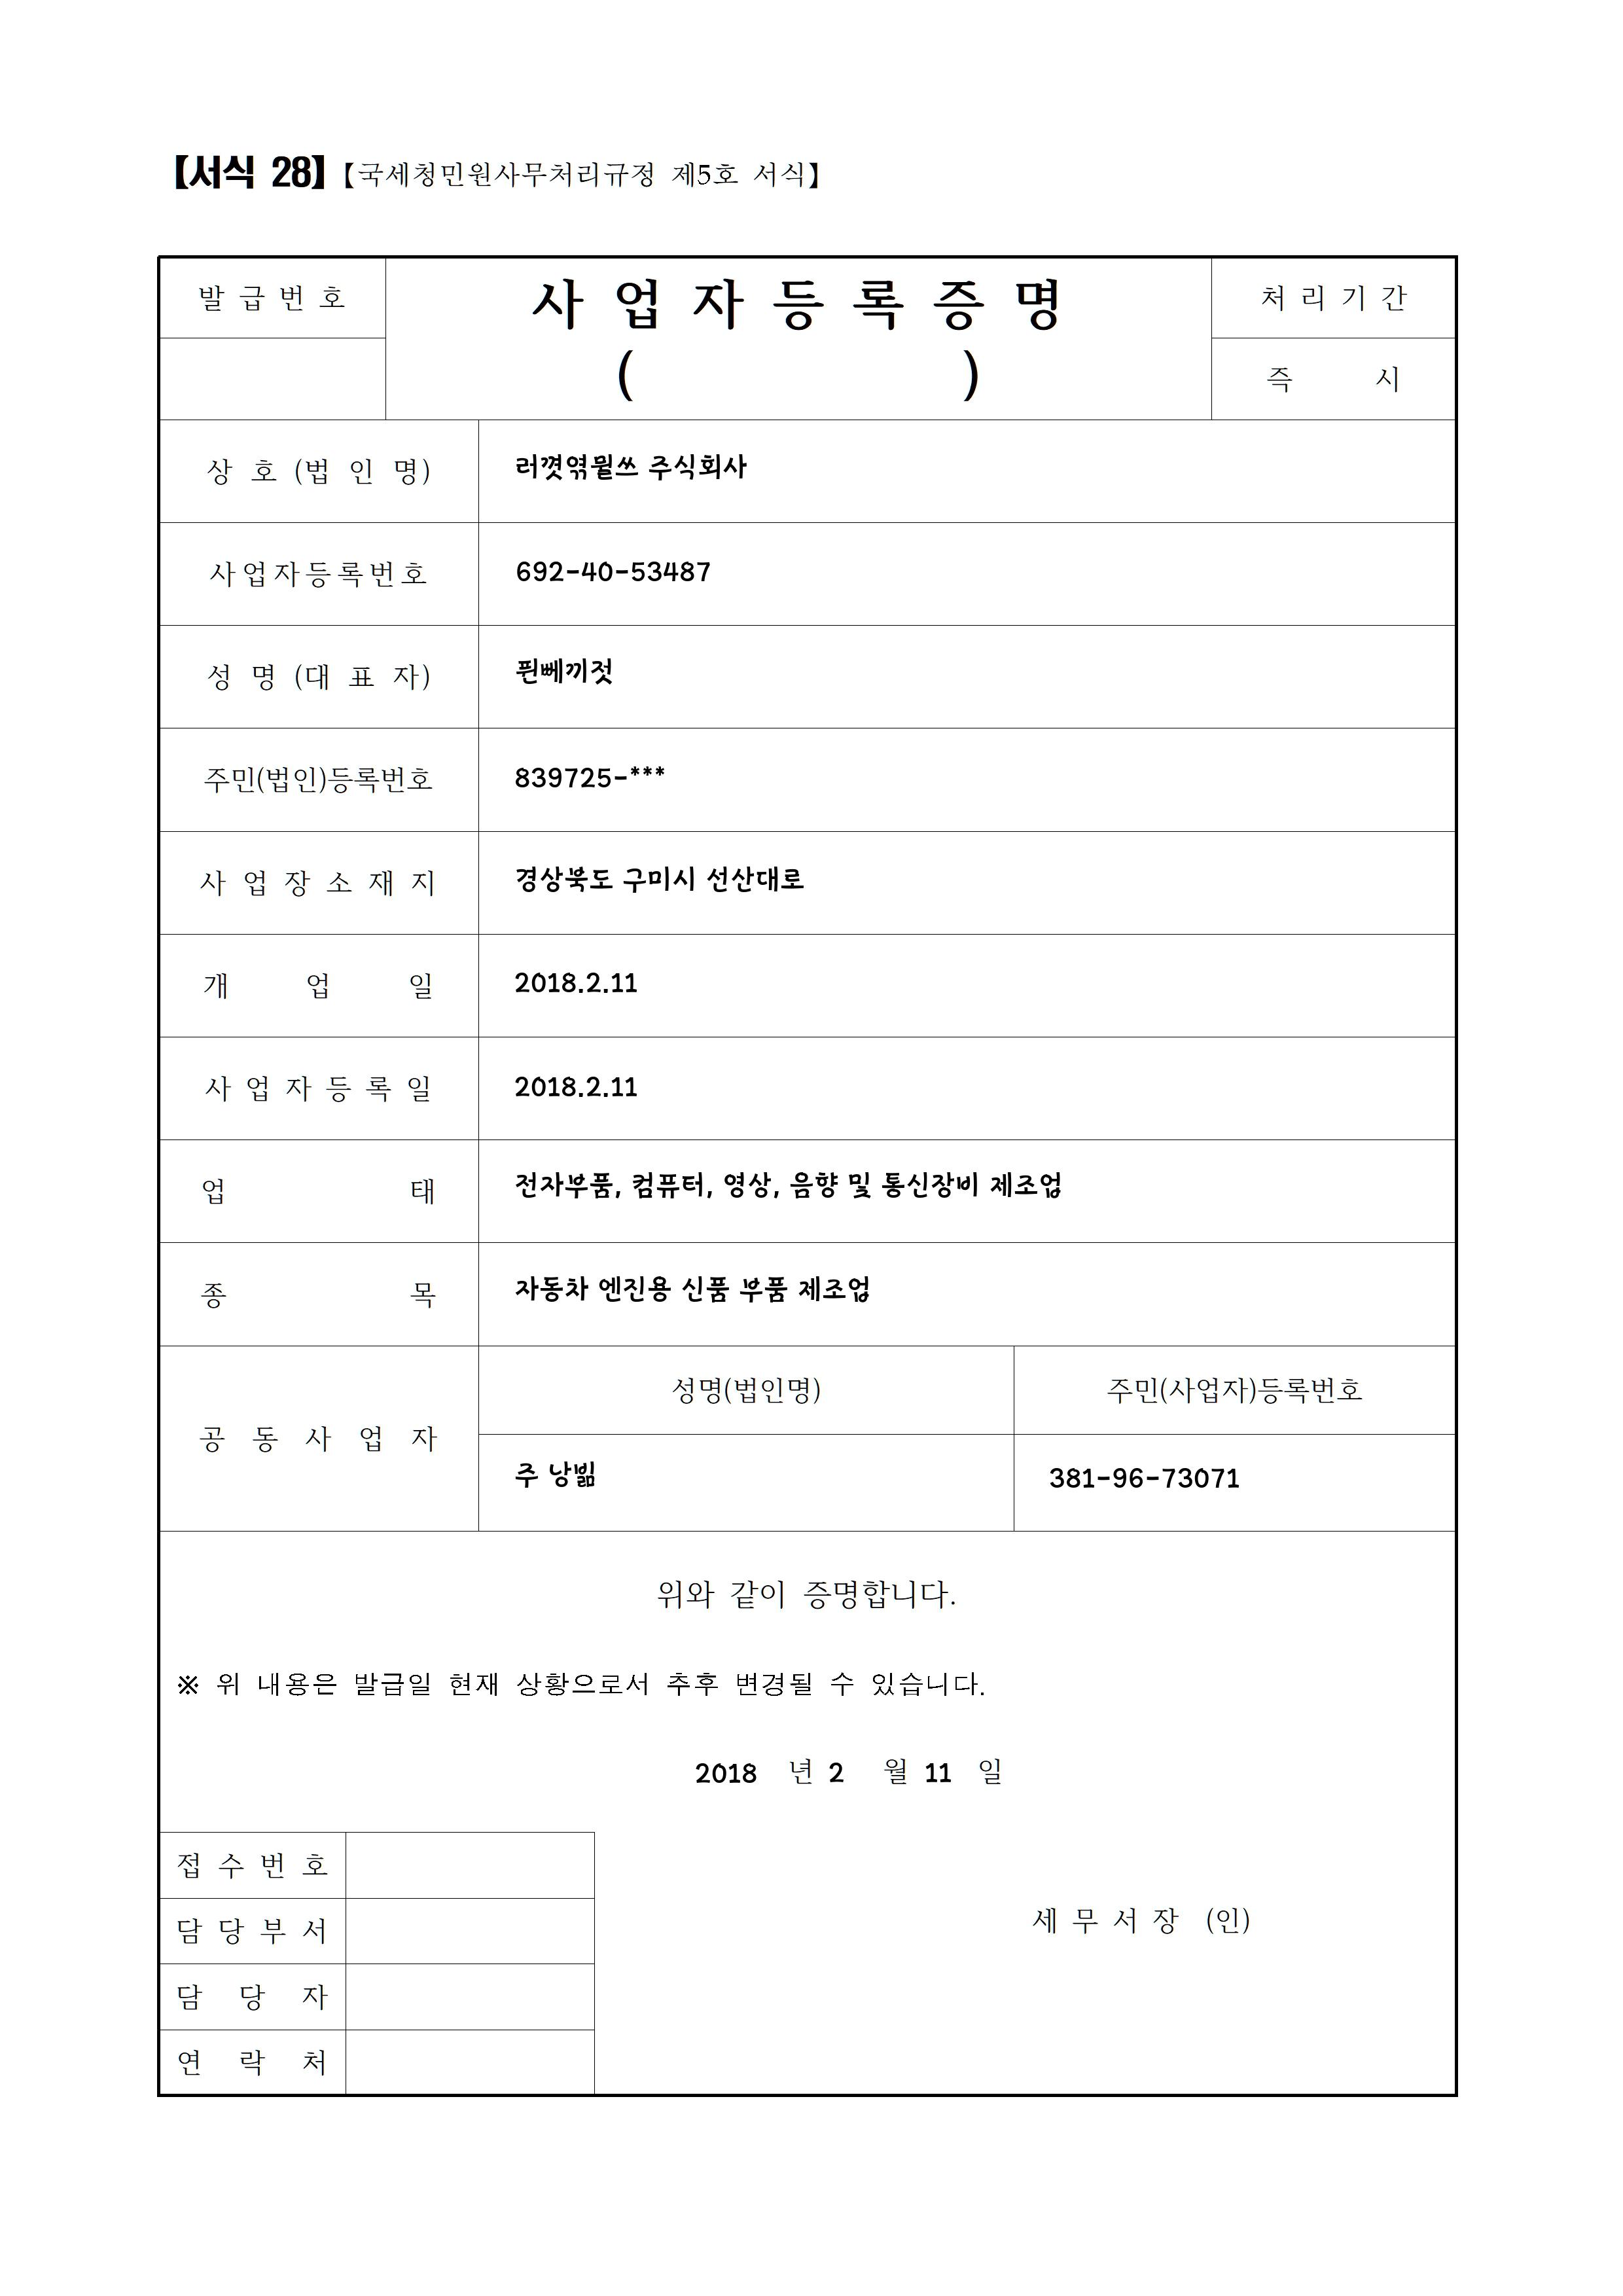 【서식 28】【국세청민원사무처리규정 제5호 서식】
발급번호
사업자등록증명
( )
처리기간
즉 시
상호(법인명) 러꼇엮뭘쓰 주식회사
사업자등록번호 692-40-53487
성명(대표자) 퓐뻬끼젓
주민(법인)등록번호 839725-***
사업장소재지 경상북도 구미시 선산대로
개업일 2018.2.11
사업자등록일 2018.2.11
업태 전자부품, 컴퓨터, 영상, 음향 및 통신장비 제조업
종목 자동차 엔진용 신품 부품 제조업
공동사업자
성명(법인명) 주민(사업자)등록번호
주 낭빎 381-96-73071
위와 같이 증명합니다.
※ 위 내용은 발급일 현재 상황으로서 추후 변경될 수 있습니다.
2018 년 2 월 11 일
접수번호
담당부서
담당자
연락처
세무서장 (인)